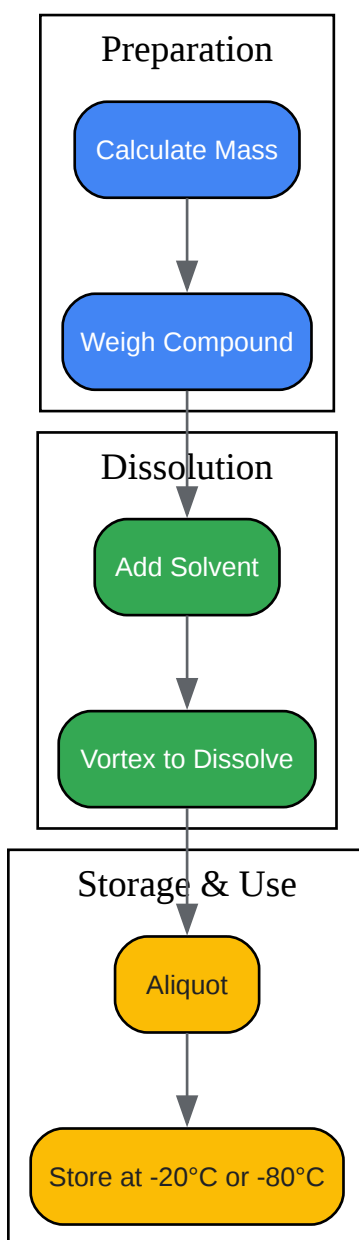 Preparation
Calculate Mass
Weigh Compound
Dissolution
Add Solvent
Vortex to Dissolve
Storage & Use
Aliquot
Store at -20°C or -80°C